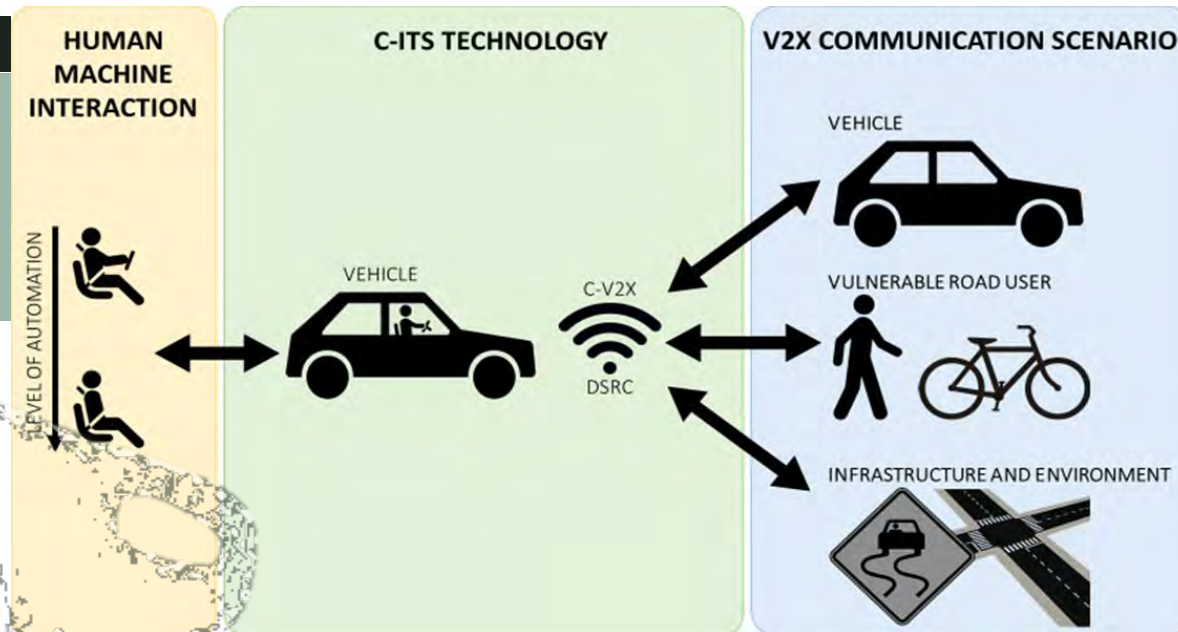 HUMAN
MACHINE
INTERACTION
LEVEL OF AUTOMATION
C-ITS TECHNOLOGY
VEHICLE
C-V2X
DSRC
V2X COMMUNICATION SCENARIO
VEHICLE
VULNERABLE ROAD USER
INFRASTRUCTURE AND ENVIRONMENT